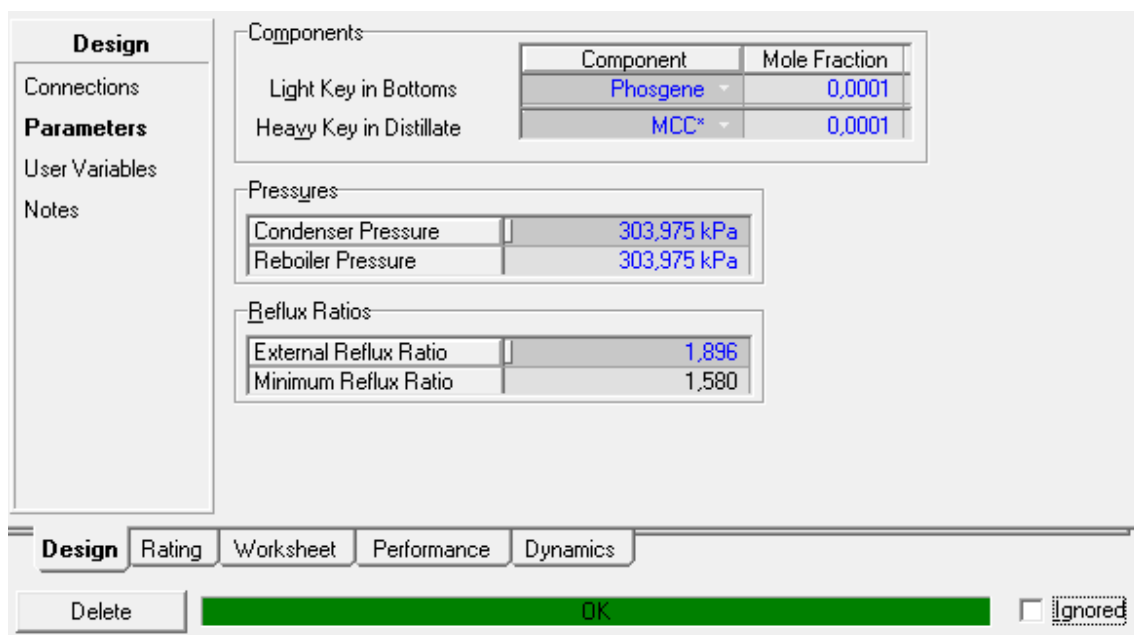 Design
Connections
Parameters
User Variables
Notes
Components
Component Mole Fraction
Light Key in Bottoms Phosgene 0,0001
Heavy Key in Distillate MCC* 0,0001
Pressures
Condenser Pressure 303,975 kPa
Reboiler Pressure 303,975 kPa
Reflux Ratios
External Reflux Ratio 1,896
Minimum Reflux Ratio 1,580
Design Rating Worksheet Performance Dynamics
Delete OK Ignored